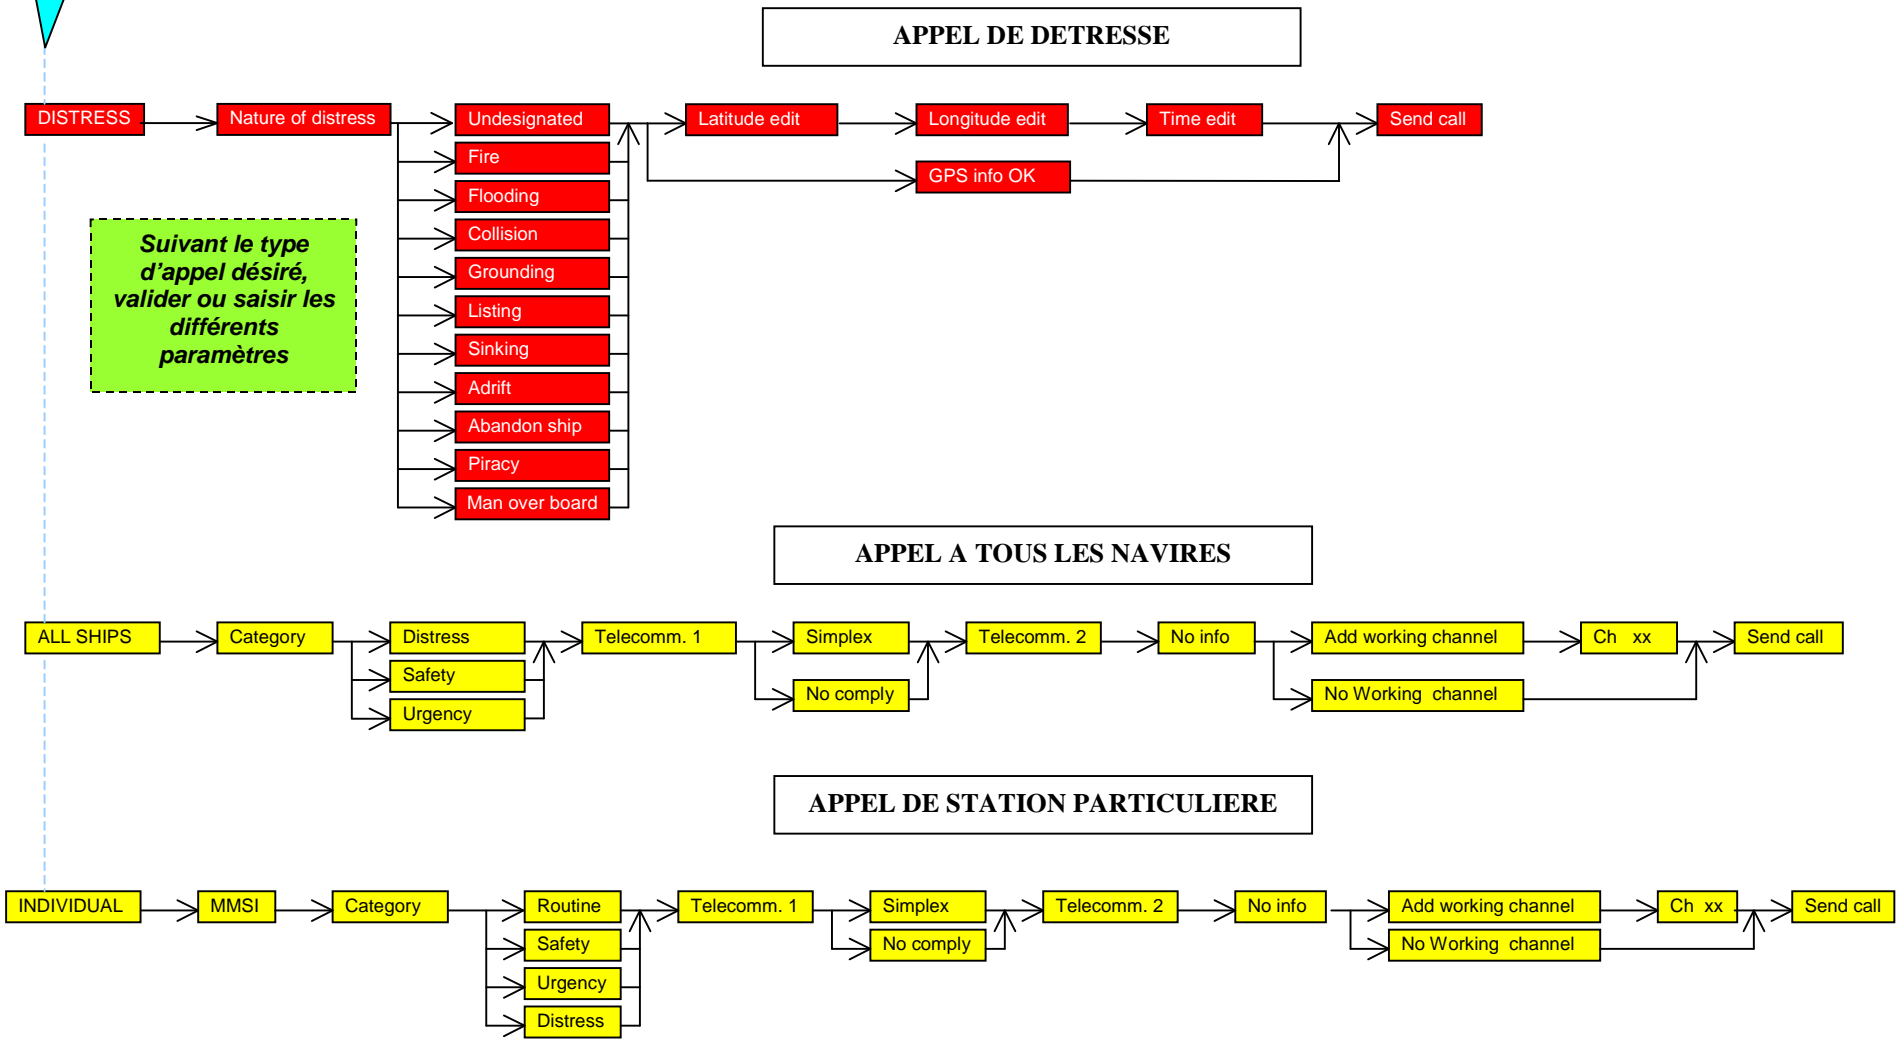 APPEL DE DETRESSE
DISTRESS
Nature of distress
Undesignated
Latitude edit
Longitude edit
Time edit
Send call
Fire
GPS info OK
Flooding
Collision
Grounding
Listing
Sinking
Adrift
Abandon ship
Piracy
Man over board
Suivant le type
d'appel désiré,
valider ou saisir les
différents
paramètres
APPEL A TOUS LES NAVIRES
ALL SHIPS
Category
Distress
Telecomm. 1
Simplex
Telecomm. 2
No info
Add working channel
Ch xx
Send call
Safety
No comply
No Working channel
Urgency
APPEL DE STATION PARTICULIERE
INDIVIDUAL
MMSI
Category
Routine
Telecomm. 1
Simplex
Telecomm. 2
No info
Add working channel
Ch xx
Send call
Safety
No comply
No Working channel
Urgency
Distress